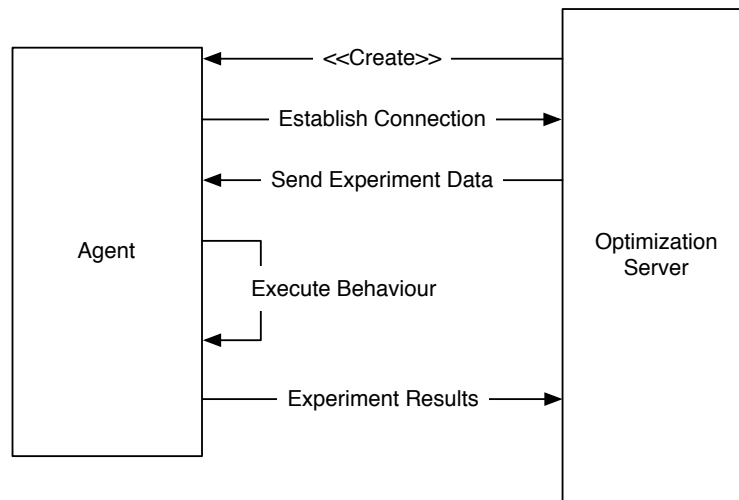 <<Create>>
Establish Connection
Send Experiment Data
Agent
Optimization
Server
Execute Behaviour
Experiment Results